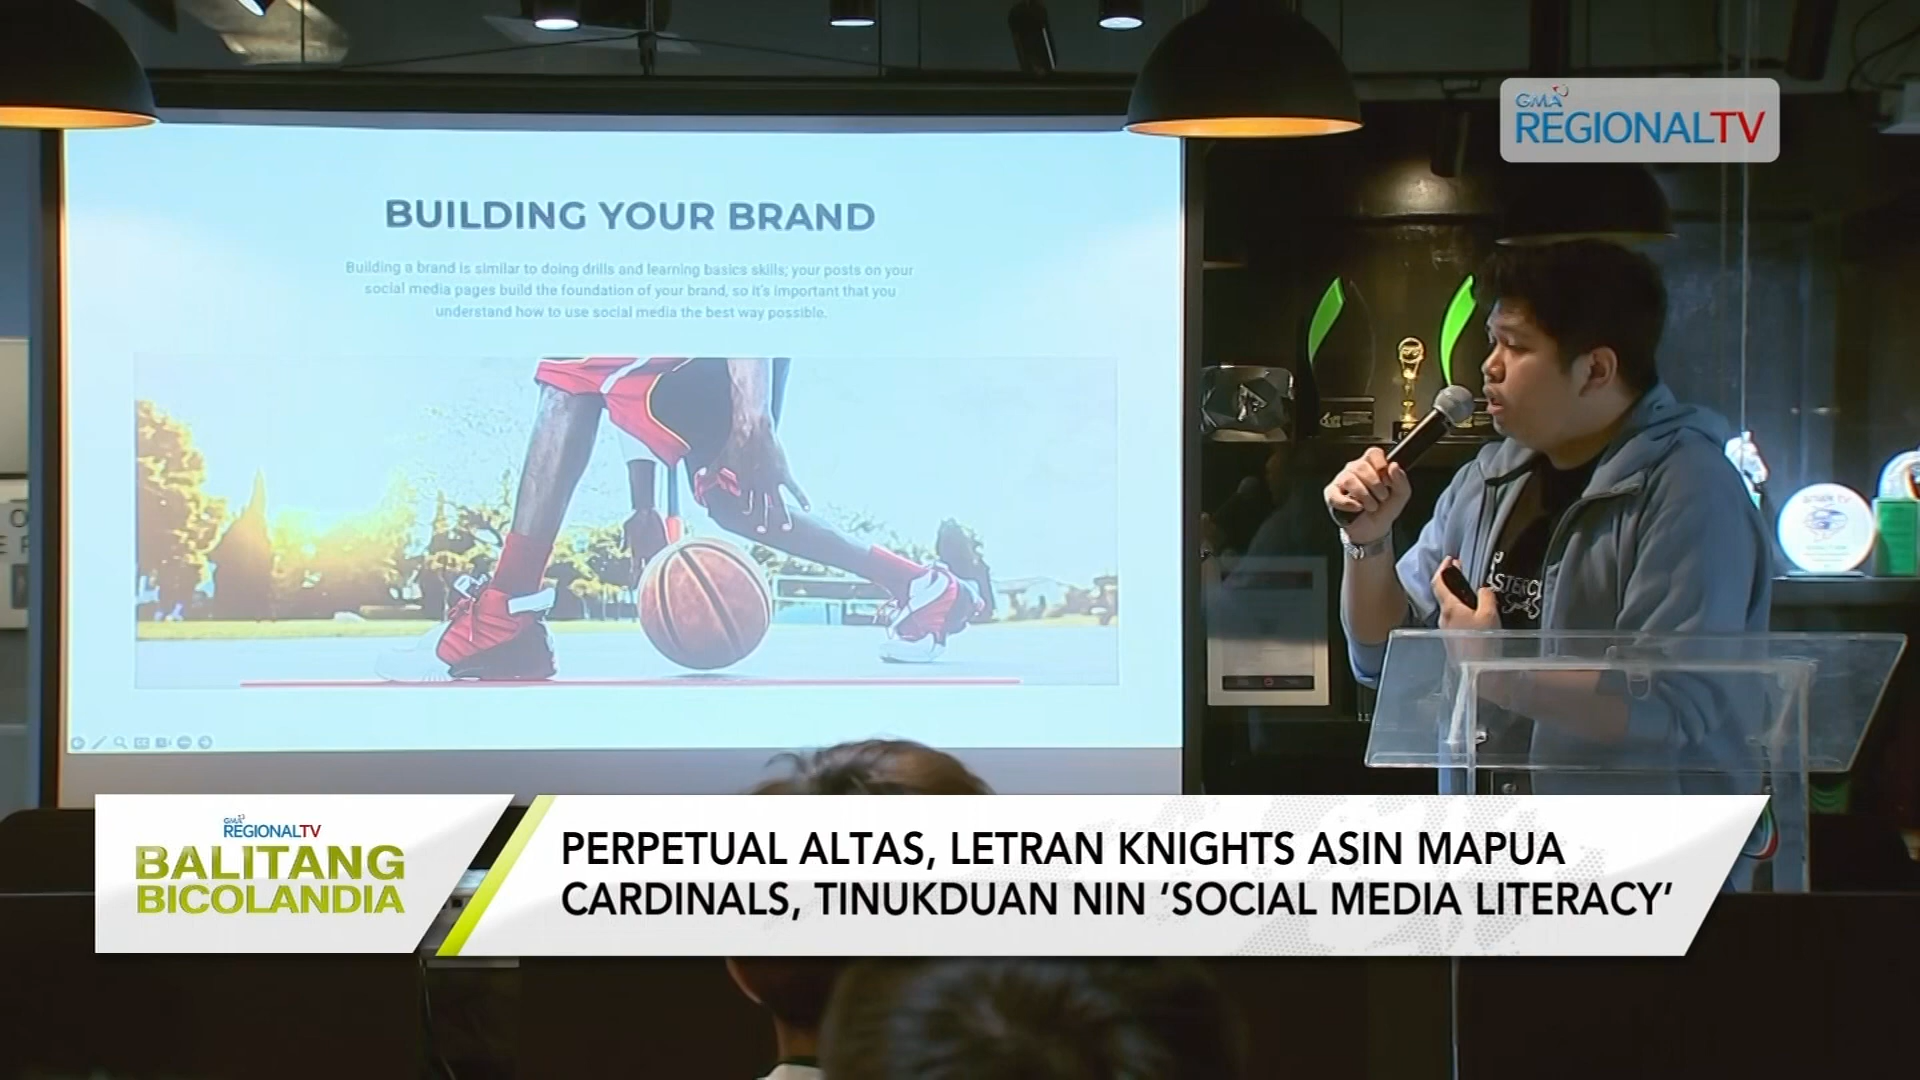 GMA
REGIONALTV
BUILDING YOUR BRAND
Building a brand is similar to doing drills and learning basics skills; your posts on your
social media pages build the foundation of your brand, so it's important that you
understand how to use social media the best way possible.
GMA
REGIONALTV
BALITANG
BICOLANDIA
PERPETUAL ALTAS, LETRAN KNIGHTS ASIN MAPUA
CARDINALS, TINUKDUAN NIN ‘SOCIAL MEDIA LITERACY’